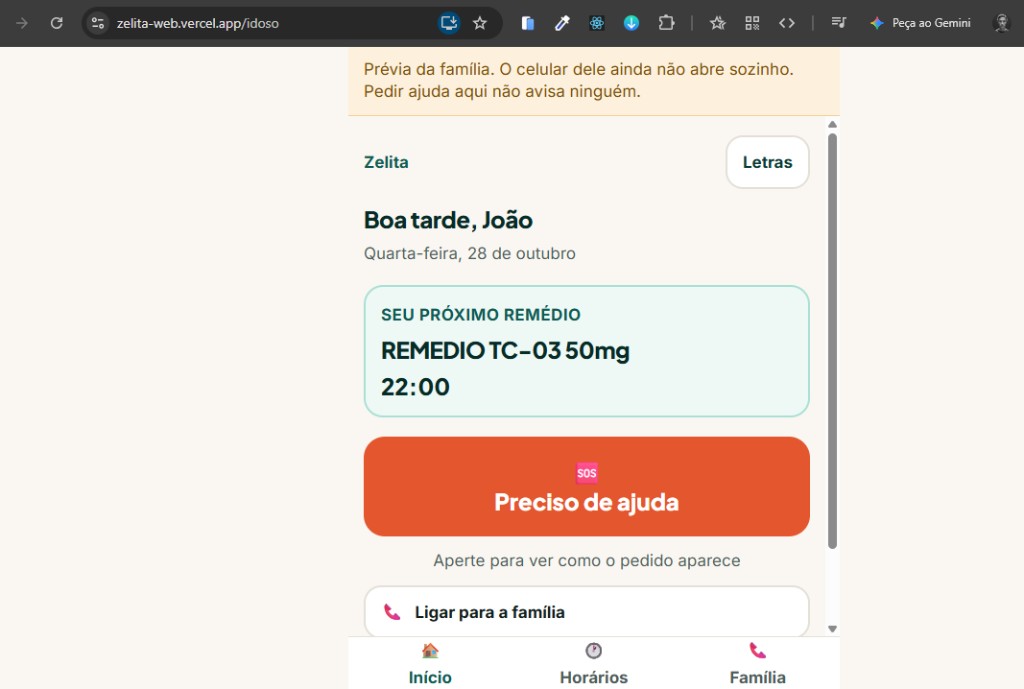 zelita-web.vercel.app/idoso
Peça ao Gemini
Prévia da família. O celular dele ainda não abre sozinho.
Pedir ajuda aqui não avisa ninguém.
Zelita
Letras
Boa tarde, João
Quarta-feira, 28 de outubro
SEU PRÓXIMO REMÉDIO
REMEDIO TC-03 50mg
22:00
SOS
Preciso de ajuda
Aperte para ver como o pedido aparece
Ligar para a família
Início
Horários
Família